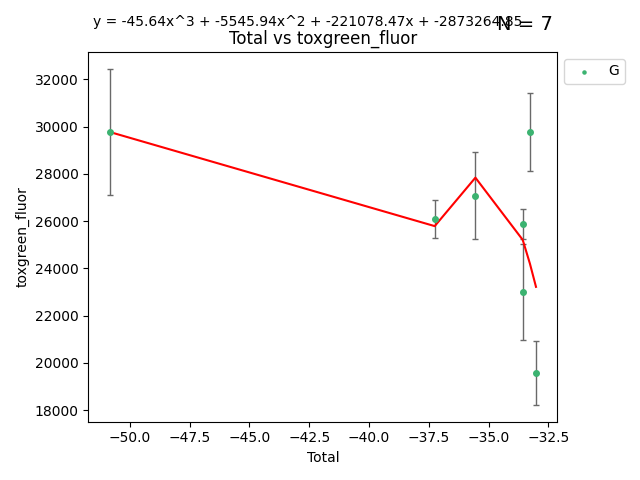 y = -45.64x^3 + -5545.94x^2 + -221078.47x + -2873264.85
N = 7
Total vs toxgreen_fluor
G
32000
30000
28000
26000
24000
22000
20000
18000
toxgreen_fluor
−50.0 −47.5 −45.0 −42.5 −40.0 −37.5 −35.0 −32.5
Total